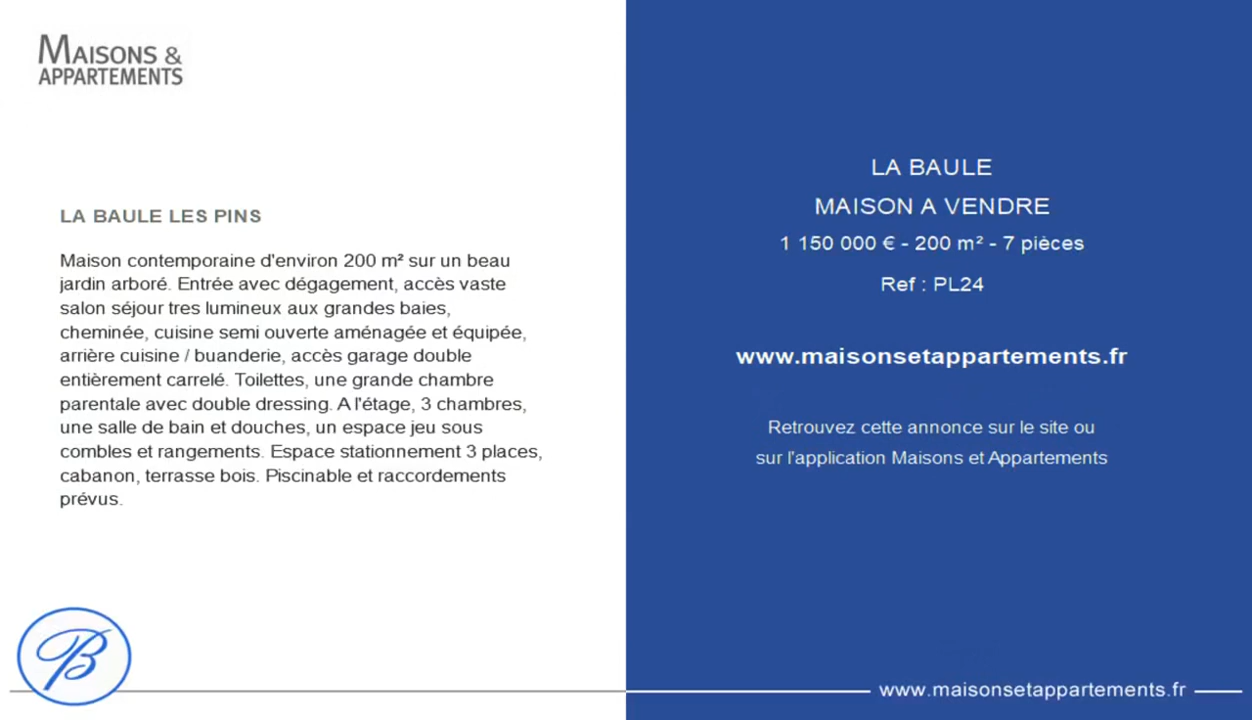 MAISONS &
APPARTEMENTS
LA BAULE LES PINS
Maison contemporaine d'environ 200 m² sur un beau
jardin arboré. Entrée avec dégagement, accès vaste
salon séjour tres lumineux aux grandes baies,
cheminée, cuisine semi ouverte aménagée et équipée,
arrière cuisine / buanderie, accès garage double
entièrement carrelé. Toilettes, une grande chambre
parentale avec double dressing. A l'étage, 3 chambres,
une salle de bain et douches, un espace jeu sous
combles et rangements. Espace stationnement 3 places,
cabanon, terrasse bois. Piscinable et raccordements
prévus.
B
LA BAULE
MAISON A VENDRE
1 150 000 € - 200 m² - 7 pièces
Ref : PL24
www.maisonsetappartements.fr
Retrouvez cette annonce sur le site ou
sur l'application Maisons et Appartements
www.maisonsetappartements.fr